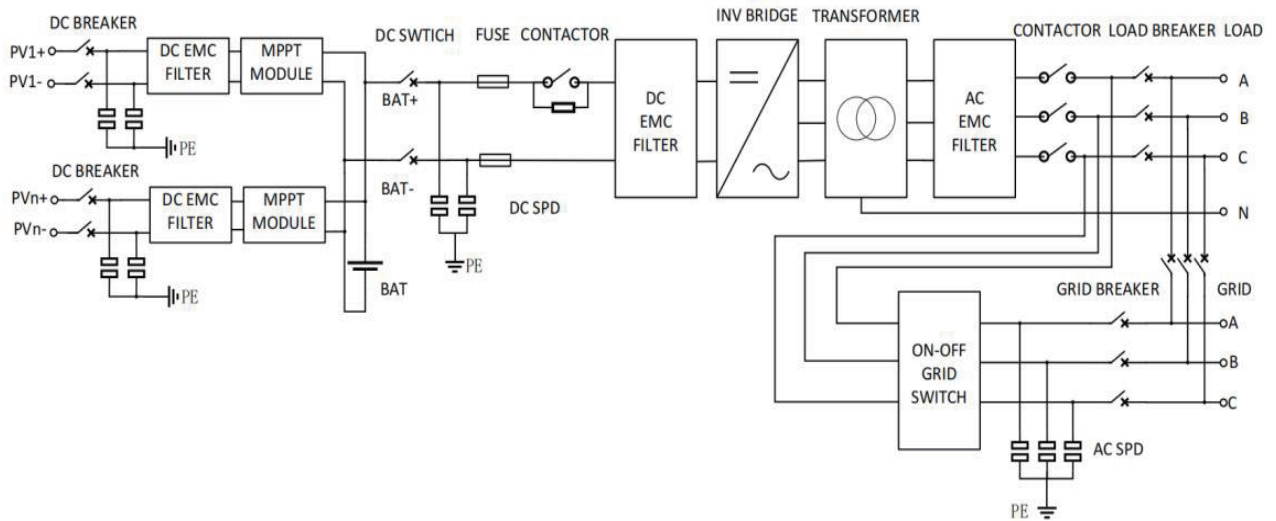 DC BREAKER
PV1+
PV1-
DC EMC
FILTER
MPPT
MODULE
PE
DC BREAKER
PVn+
PVn-
DC EMC
FILTER
MPPT
MODULE
PE
BAT
DC SWTICH
FUSE
CONTACTOR
BAT+
BAT-
DC SPD
PE
DC
EMC
FILTER
INV BRIDGE
TRANSFORMER
AC
EMC
FILTER
CONTACTOR
LOAD BREAKER
LOAD
A
B
C
N
GRID BREAKER
GRID
A
B
C
ON-OFF
GRID
SWITCH
AC SPD
PE